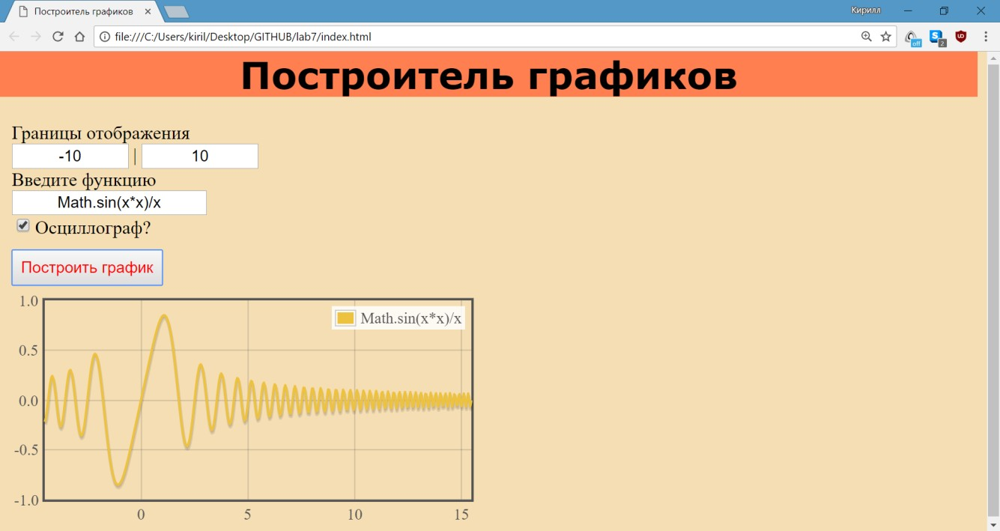 Построитель графиков
Кирилл
file:///C:/Users/kiril/Desktop/GITHUB/lab7/index.html
off
S
2
Построитель графиков
Границы отображения
-10 | 10
Введите функцию
Math.sin(x*x)/x
Осциллограф?
Построить график
1.0
Math.sin(x*x)/x
0.5
0.0
-0.5
-1.0
0 5 10 15